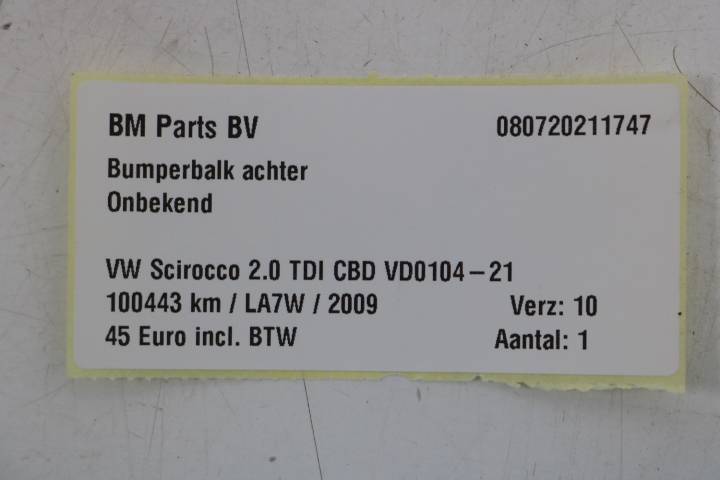 BM Parts BV 080720211747
Bumperbalk achter
Onbekend
VW Scirocco 2.0 TDI CBD VD0104-21
100443 km / LA7W / 2009 Verz: 10
45 Euro incl. BTW Aantal: 1